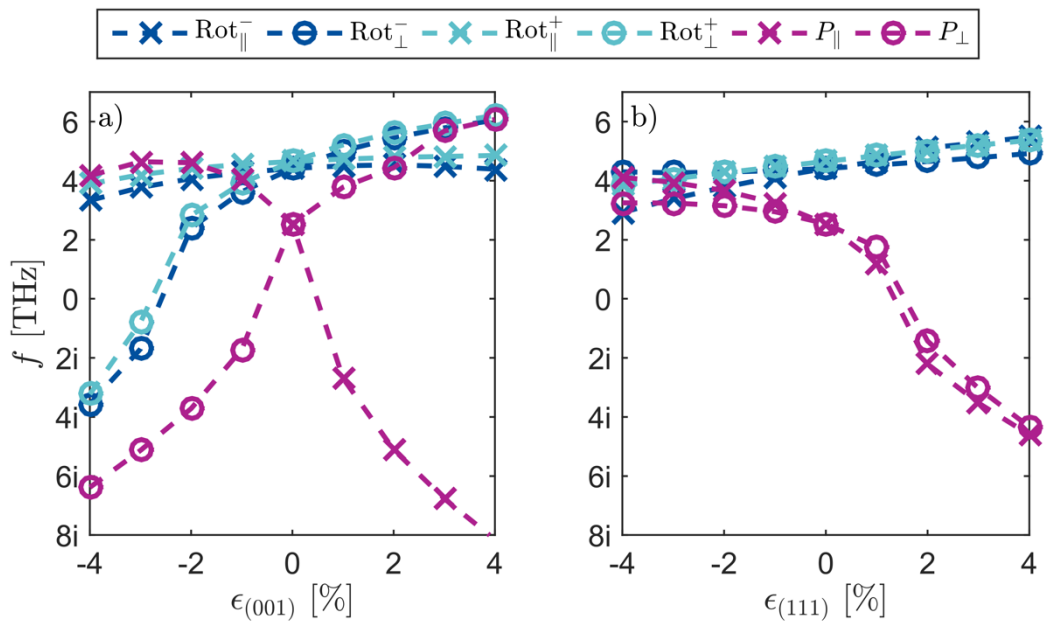 Rot∥⁻ Rot⊥⁻ Rot∥⁺ Rot⊥⁺ P∥ P⊥
a) b)
6 6
4 4
2 2
0 0
2i 2i
4i 4i
6i 6i
8i 8i
f [THz]
-4 -2 0 2 4 -4 -2 0 2 4
ϵ(001) [%] ϵ(111) [%]